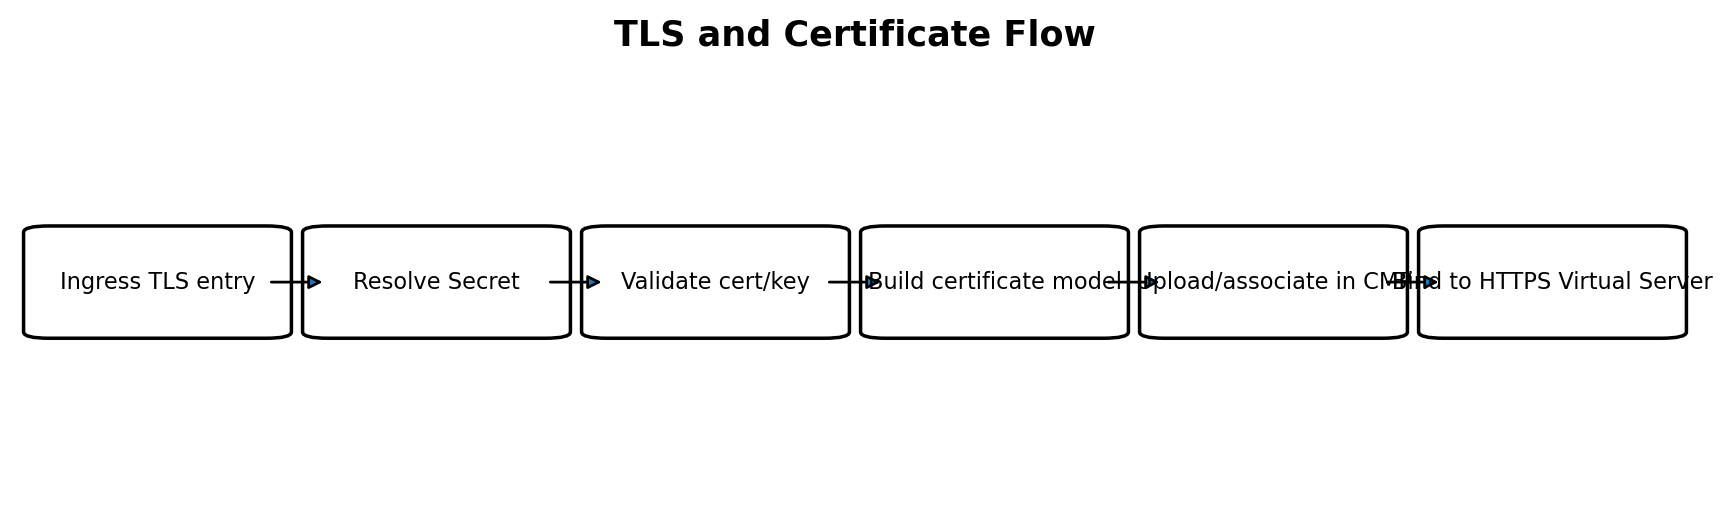 TLS and Certificate Flow
Ingress TLS entry
Resolve Secret
Validate cert/key
Build certificate model
Upload/associate in
Bind to HTTPS Virtual Server